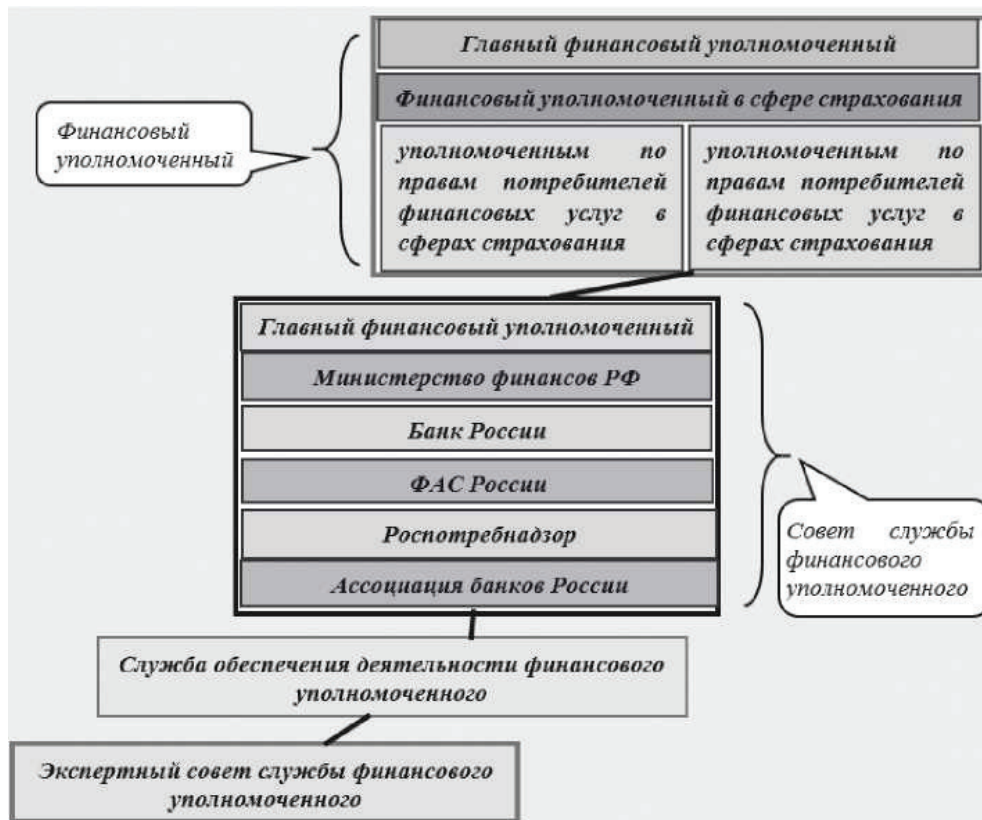 Главный финансовый уполномоченный
Финансовый уполномоченный в сфере страхования
Финансовый
уполномоченный
уполномоченным по
правам потребителей
финансовых услуг в
сферах страхования
уполномоченным по
правам потребителей
финансовых услуг в
сферах страхования
Главный финансовый уполномоченный
Министерство финансов РФ
Банк России
ФАС России
Роспотребнадзор
Ассоциация банков России
Совет службы
финансового
уполномоченного
Служба обеспечения деятельности финансового
уполномоченного
Экспертный совет службы финансового
уполномоченного